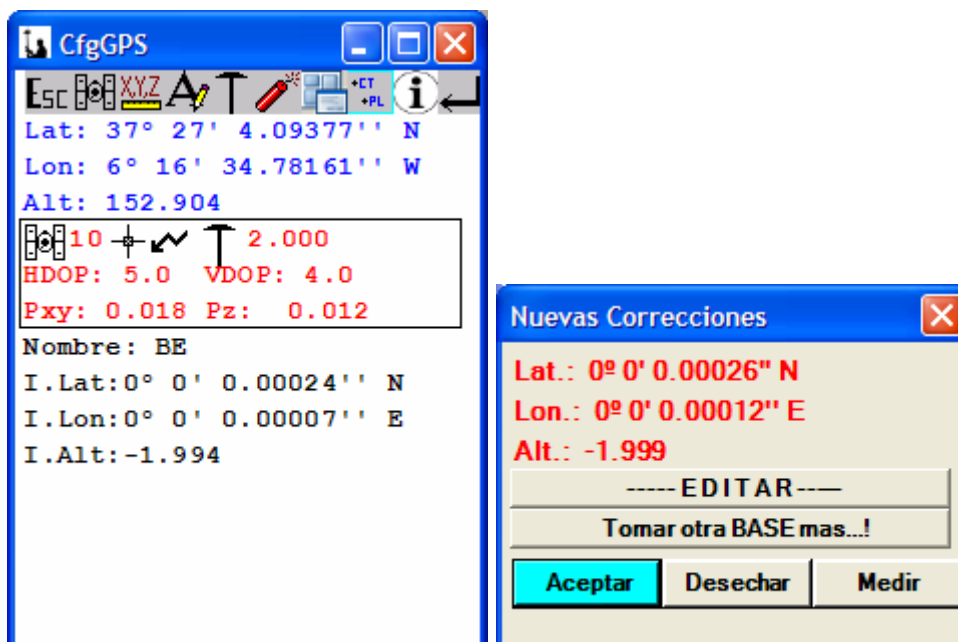 CfgGPS
Esc X,Y,Z A T +CT +PL i
Lat: 37° 27' 4.09377'' N
Lon: 6° 16' 34.78161'' W
Alt: 152.904
10 2.000
HDOP: 5.0 VDOP: 4.0
Pxy: 0.018 Pz: 0.012
Nombre: BE
I.Lat:0° 0' 0.00024'' N
I.Lon:0° 0' 0.00007'' E
I.Alt:-1.994
Nuevas Correcciones
Lat.: 0º 0' 0.00026'' N
Lon.: 0º 0' 0.00012'' E
Alt.: -1.999
-----EDITAR-----
Tomar otra BASE mas...!
Aceptar Desechar Medir